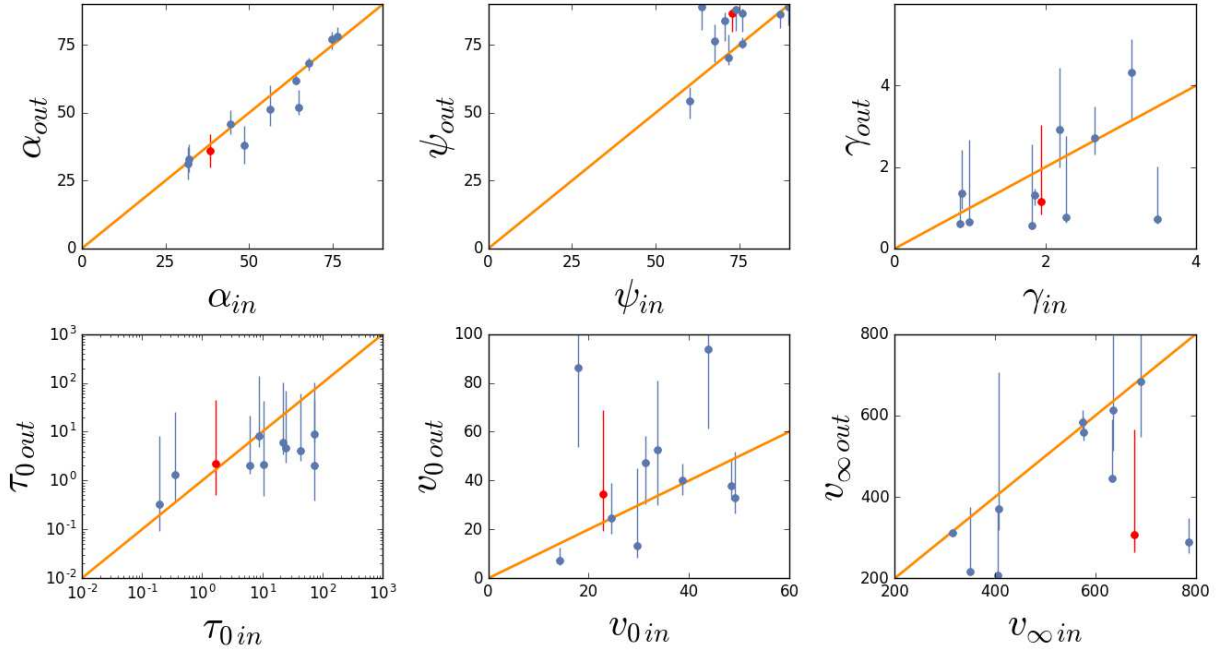 75
50
25
0
α_out
0 25 50 75
α_in
75
50
25
0
ψ_out
0 25 50 75
ψ_in
4
2
0
γ_out
0 2 4
γ_in
10^3
10^2
10^1
10^0
10^-1
10^-2
τ_0 out
10^-2 10^-1 10^0 10^1 10^2 10^3
τ_0 in
100
80
60
40
20
0
v_0 out
0 20 40 60
v_0 in
800
600
400
200
v_∞ out
200 400 600 800
v_∞ in